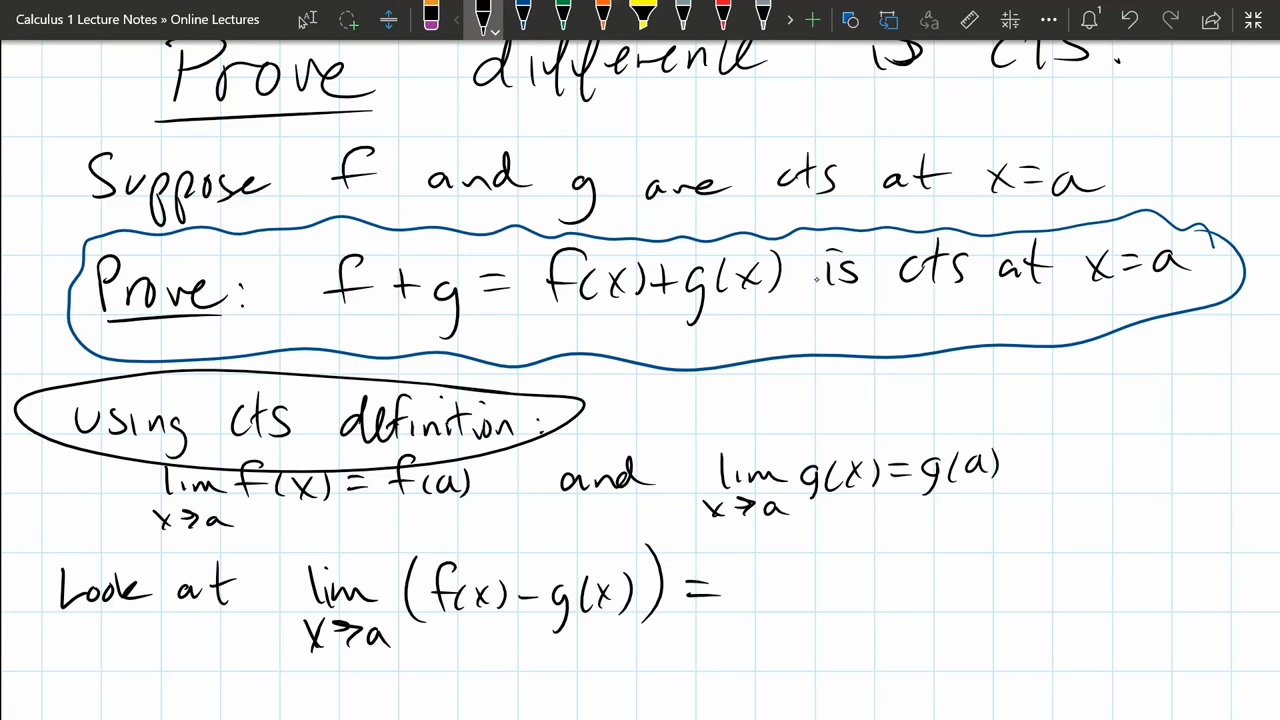 Calculus 1 Lecture Notes » Online Lectures
Prove difference is cts.
Suppose f and g are cts at x=a
Prove: f+g = f(x)+g(x) is cts at x=a
Using cts definition:
lim x→a f(x) = f(a) and lim x→a g(x) = g(a)
Look at lim x→a (f(x) - g(x)) =